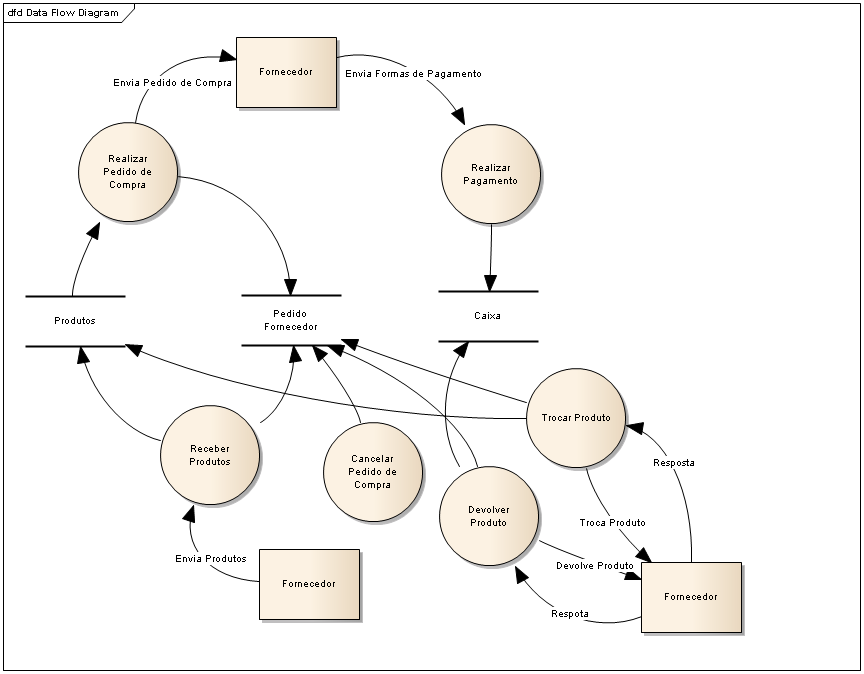 dfd Data Flow Diagram
Fornecedor
Envia Pedido de Compra
Envia Formas de Pagamento
Realizar
Pedido de
Compra
Realizar
Pagamento
Produtos
Pedido
Fornecedor
Caixa
Trocar Produto
Receber
Produtos
Cancelar
Pedido de
Compra
Resposta
Devolver
Produto
Troca Produto
Envia Produtos
Devolve Produto
Fornecedor
Fornecedor
Respota